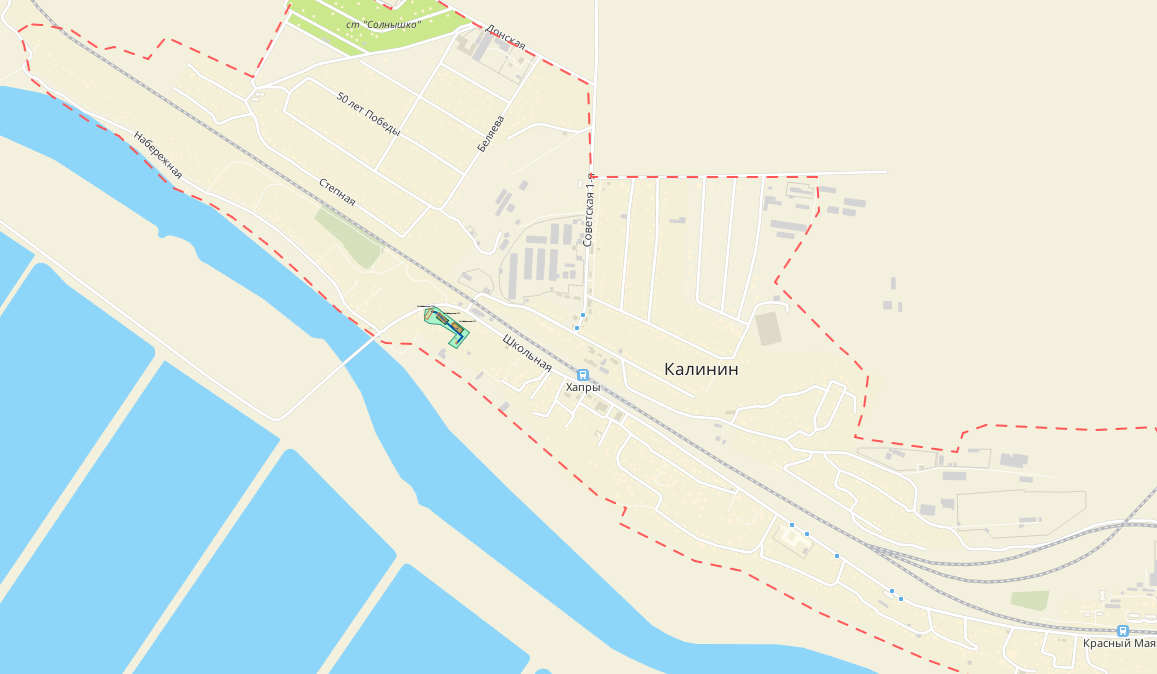 ст "Солнышко"
Донская
50 лет Победы
Беляева
Набережная
Степная
Советская 1-я
Школьная
Калинин
Хапры
Красный Мая